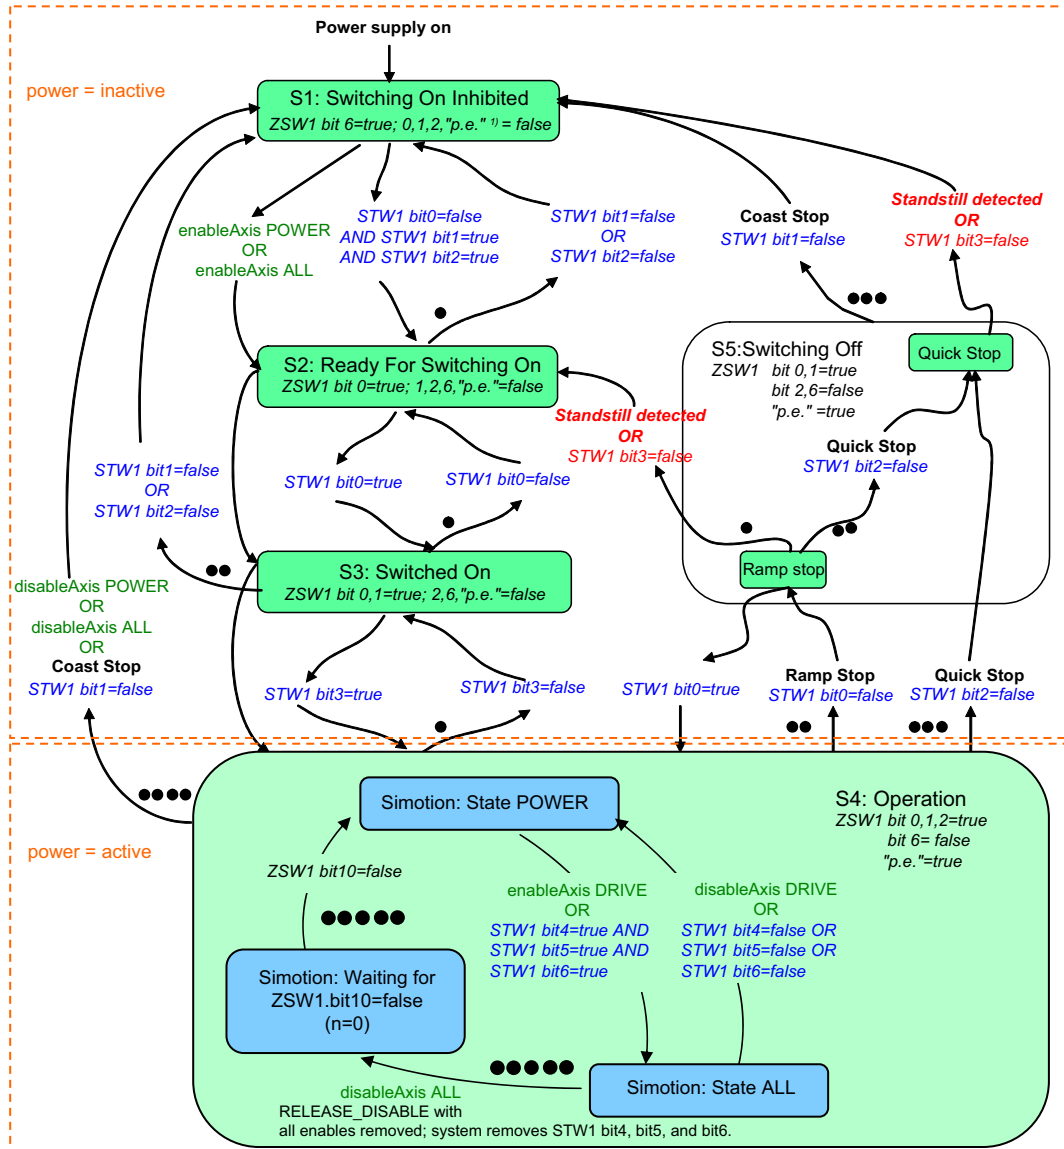 Power supply on
power = inactive
S1: Switching On Inhibited
ZSW1 bit 6=true; 0,1,2,"p.e." 1) = false
enableAxis POWER
OR
enableAxis ALL
STW1 bit0=false
AND STW1 bit1=true
AND STW1 bit2=true
STW1 bit1=false
OR
STW1 bit2=false
Coast Stop
STW1 bit1=false
Standstill detected
OR
STW1 bit3=false
S2: Ready For Switching On
ZSW1 bit 0=true; 1,2,6,"p.e."=false
S5:Switching Off
ZSW1 bit 0,1=true
bit 2,6=false
"p.e." =true
Quick Stop
Standstill detected
OR
STW1 bit3=false
Quick Stop
STW1 bit2=false
STW1 bit1=false
OR
STW1 bit2=false
STW1 bit0=true
STW1 bit0=false
S3: Switched On
ZSW1 bit 0,1=true; 2,6,"p.e."=false
Ramp stop
disableAxis POWER
OR
disableAxis ALL
OR
Coast Stop
STW1 bit1=false
STW1 bit3=true
STW1 bit3=false
STW1 bit0=true
Ramp Stop
STW1 bit0=false
Quick Stop
STW1 bit2=false
power = active
S4: Operation
ZSW1 bit 0,1,2=true
bit 6= false
"p.e."=true
Simotion: State POWER
ZSW1 bit10=false
enableAxis DRIVE
OR
STW1 bit4=true AND
STW1 bit5=true AND
STW1 bit6=true
disableAxis DRIVE
OR
STW1 bit4=false OR
STW1 bit5=false OR
STW1 bit6=false
Simotion: Waiting for
ZSW1.bit10=false
(n=0)
Simotion: State ALL
disableAxis ALL
RELEASE_DISABLE with
all enables removed; system removes STW1 bit4, bit5, and bit6.